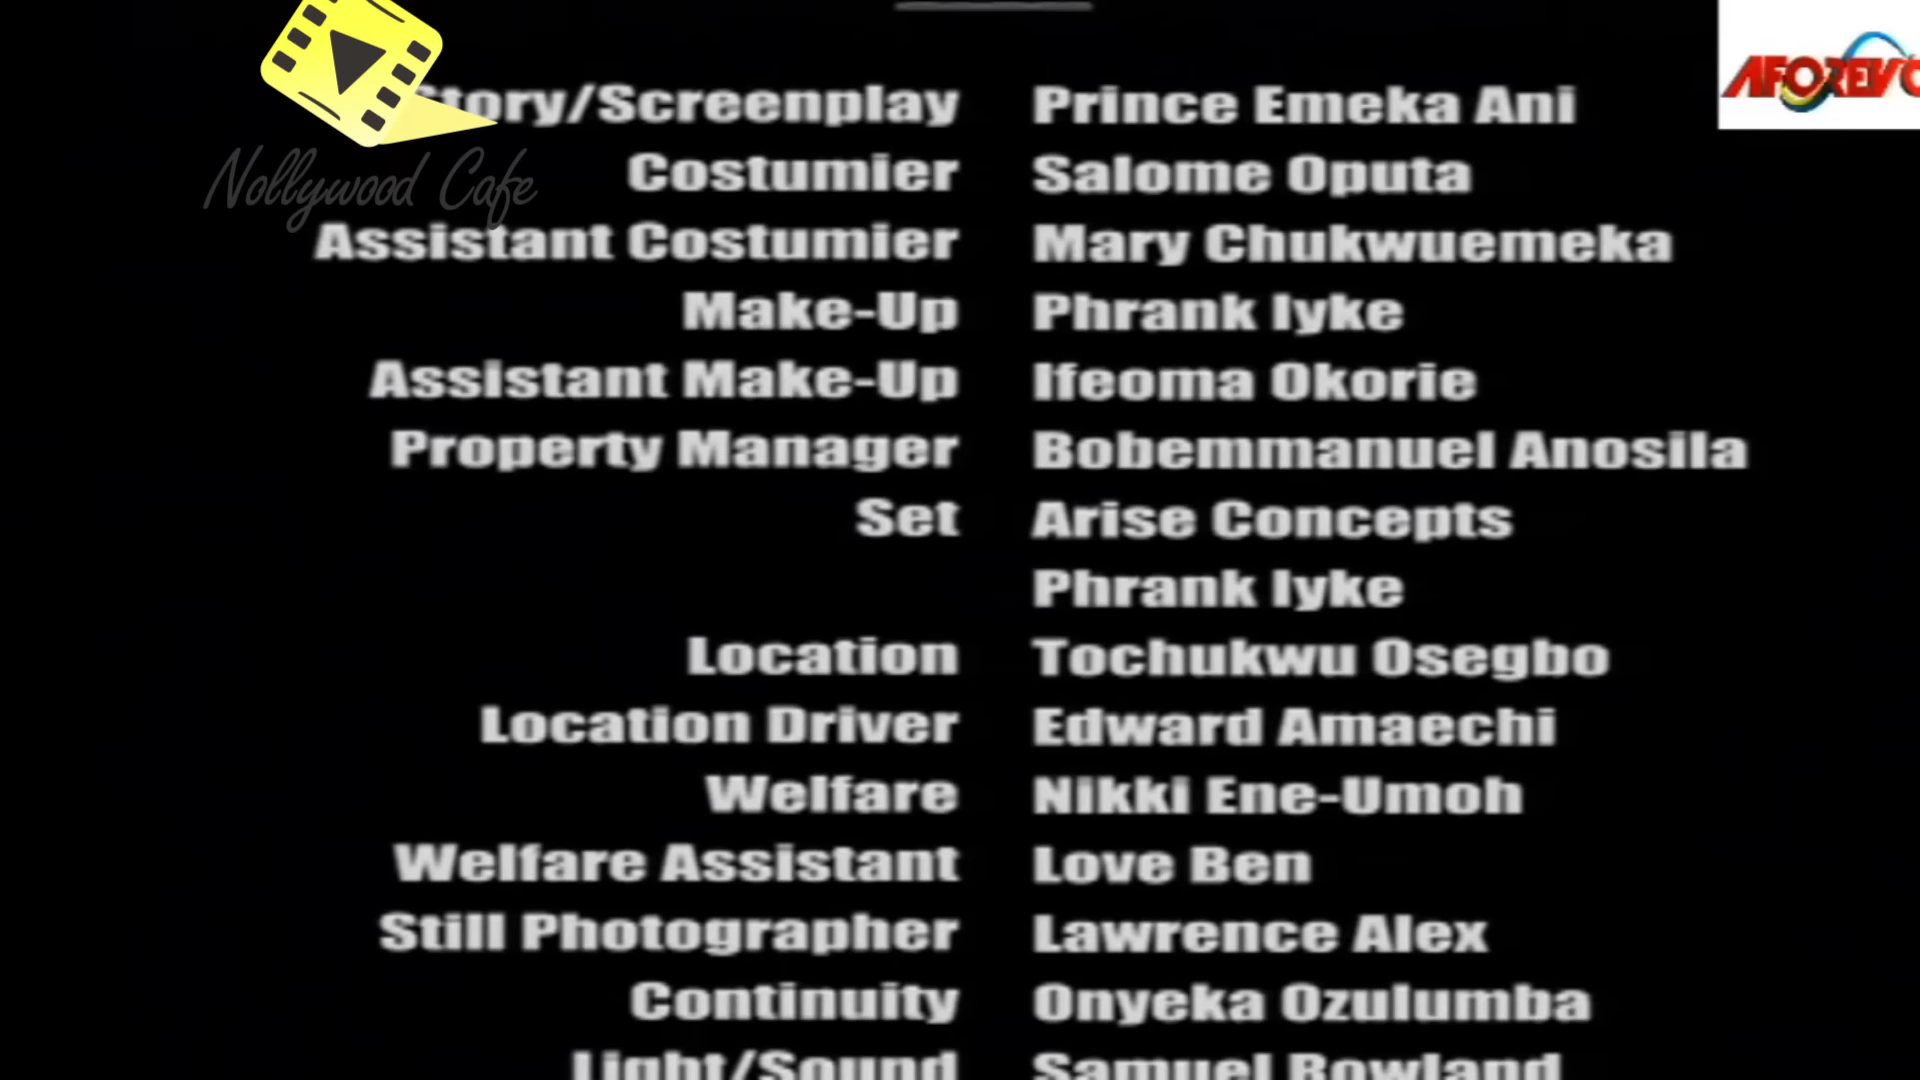 AFOREVO
Story/Screenplay Prince Emeka Ani
Nollywood Cafe
Costumier Salome Oputa
Assistant Costumier Mary Chukwuemeka
Make-Up Phrank Iyke
Assistant Make-Up Ifeoma Okorie
Property Manager Bobemmanuel Anosila
Set Arise Concepts
Phrank Iyke
Location Tochukwu Osegbo
Location Driver Edward Amaechi
Welfare Nikki Ene-Umoh
Welfare Assistant Love Ben
Still Photographer Lawrence Alex
Continuity Onyeka Ozulumba
Light/Sound Samuel Rowland